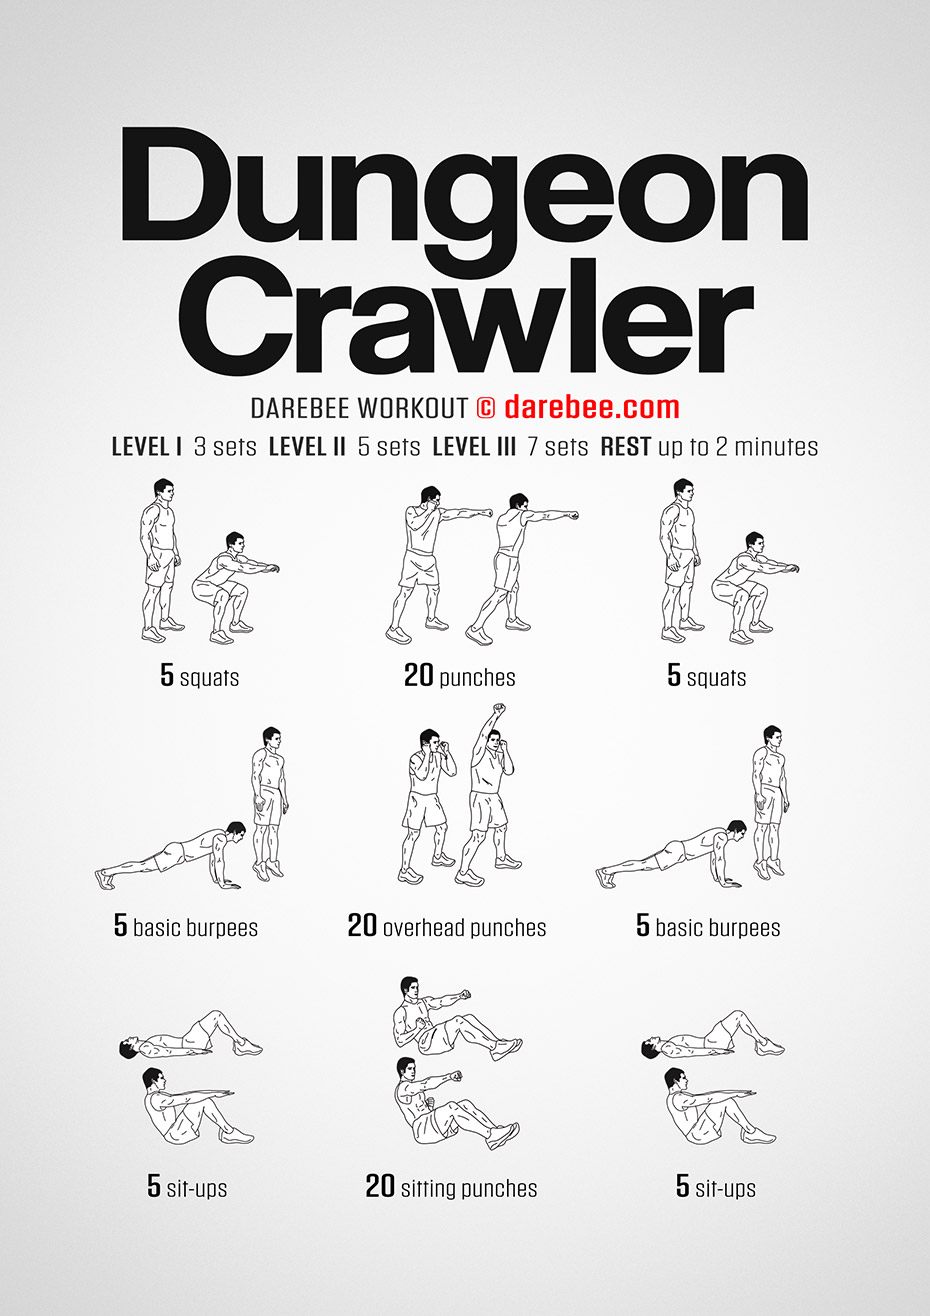 Dungeon
Crawler
DAREBEE WORKOUT © darebee.com
LEVEL I 3 sets LEVEL II 5 sets LEVEL III 7 sets REST up to 2 minutes
5 squats
20 punches
5 squats
5 basic burpees
20 overhead punches
5 basic burpees
5 sit-ups
20 sitting punches
5 sit-ups